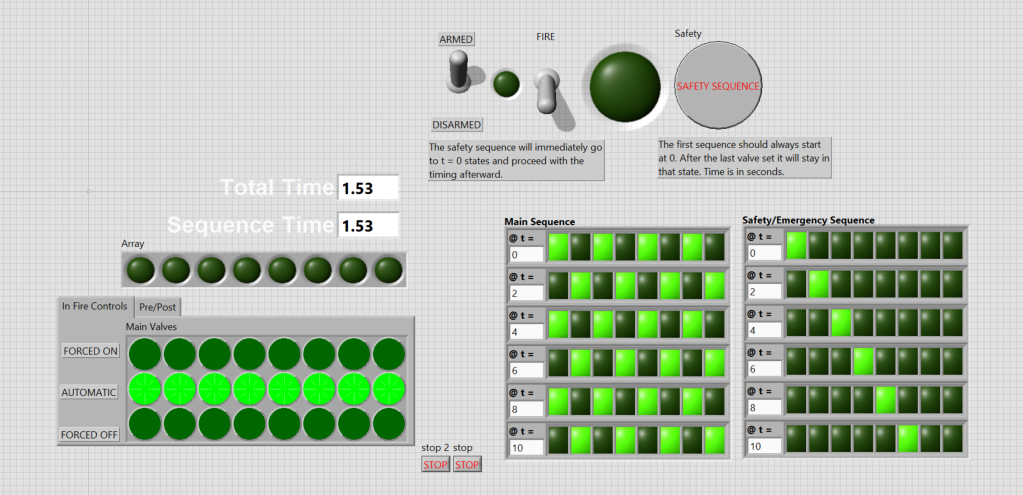 ARMED
FIRE
Safety
SAFETY SEQUENCE
DISARMED
The safety sequence will immediately go
to t = 0 states and proceed with the
timing afterward.
The first sequence should always start
at 0. After the last valve set it will stay in
that state. Time is in seconds.
Total Time 1.53
Sequence Time 1.53
Array
In Fire Controls
Pre/Post
Main Valves
FORCED ON
AUTOMATIC
FORCED OFF
stop 2 stop
STOP STOP
Main Sequence
@ t =
0
@ t =
2
@ t =
4
@ t =
6
@ t =
8
@ t =
10
Safety/Emergency Sequence
@ t =
0
@ t =
2
@ t =
4
@ t =
6
@ t =
8
@ t =
10